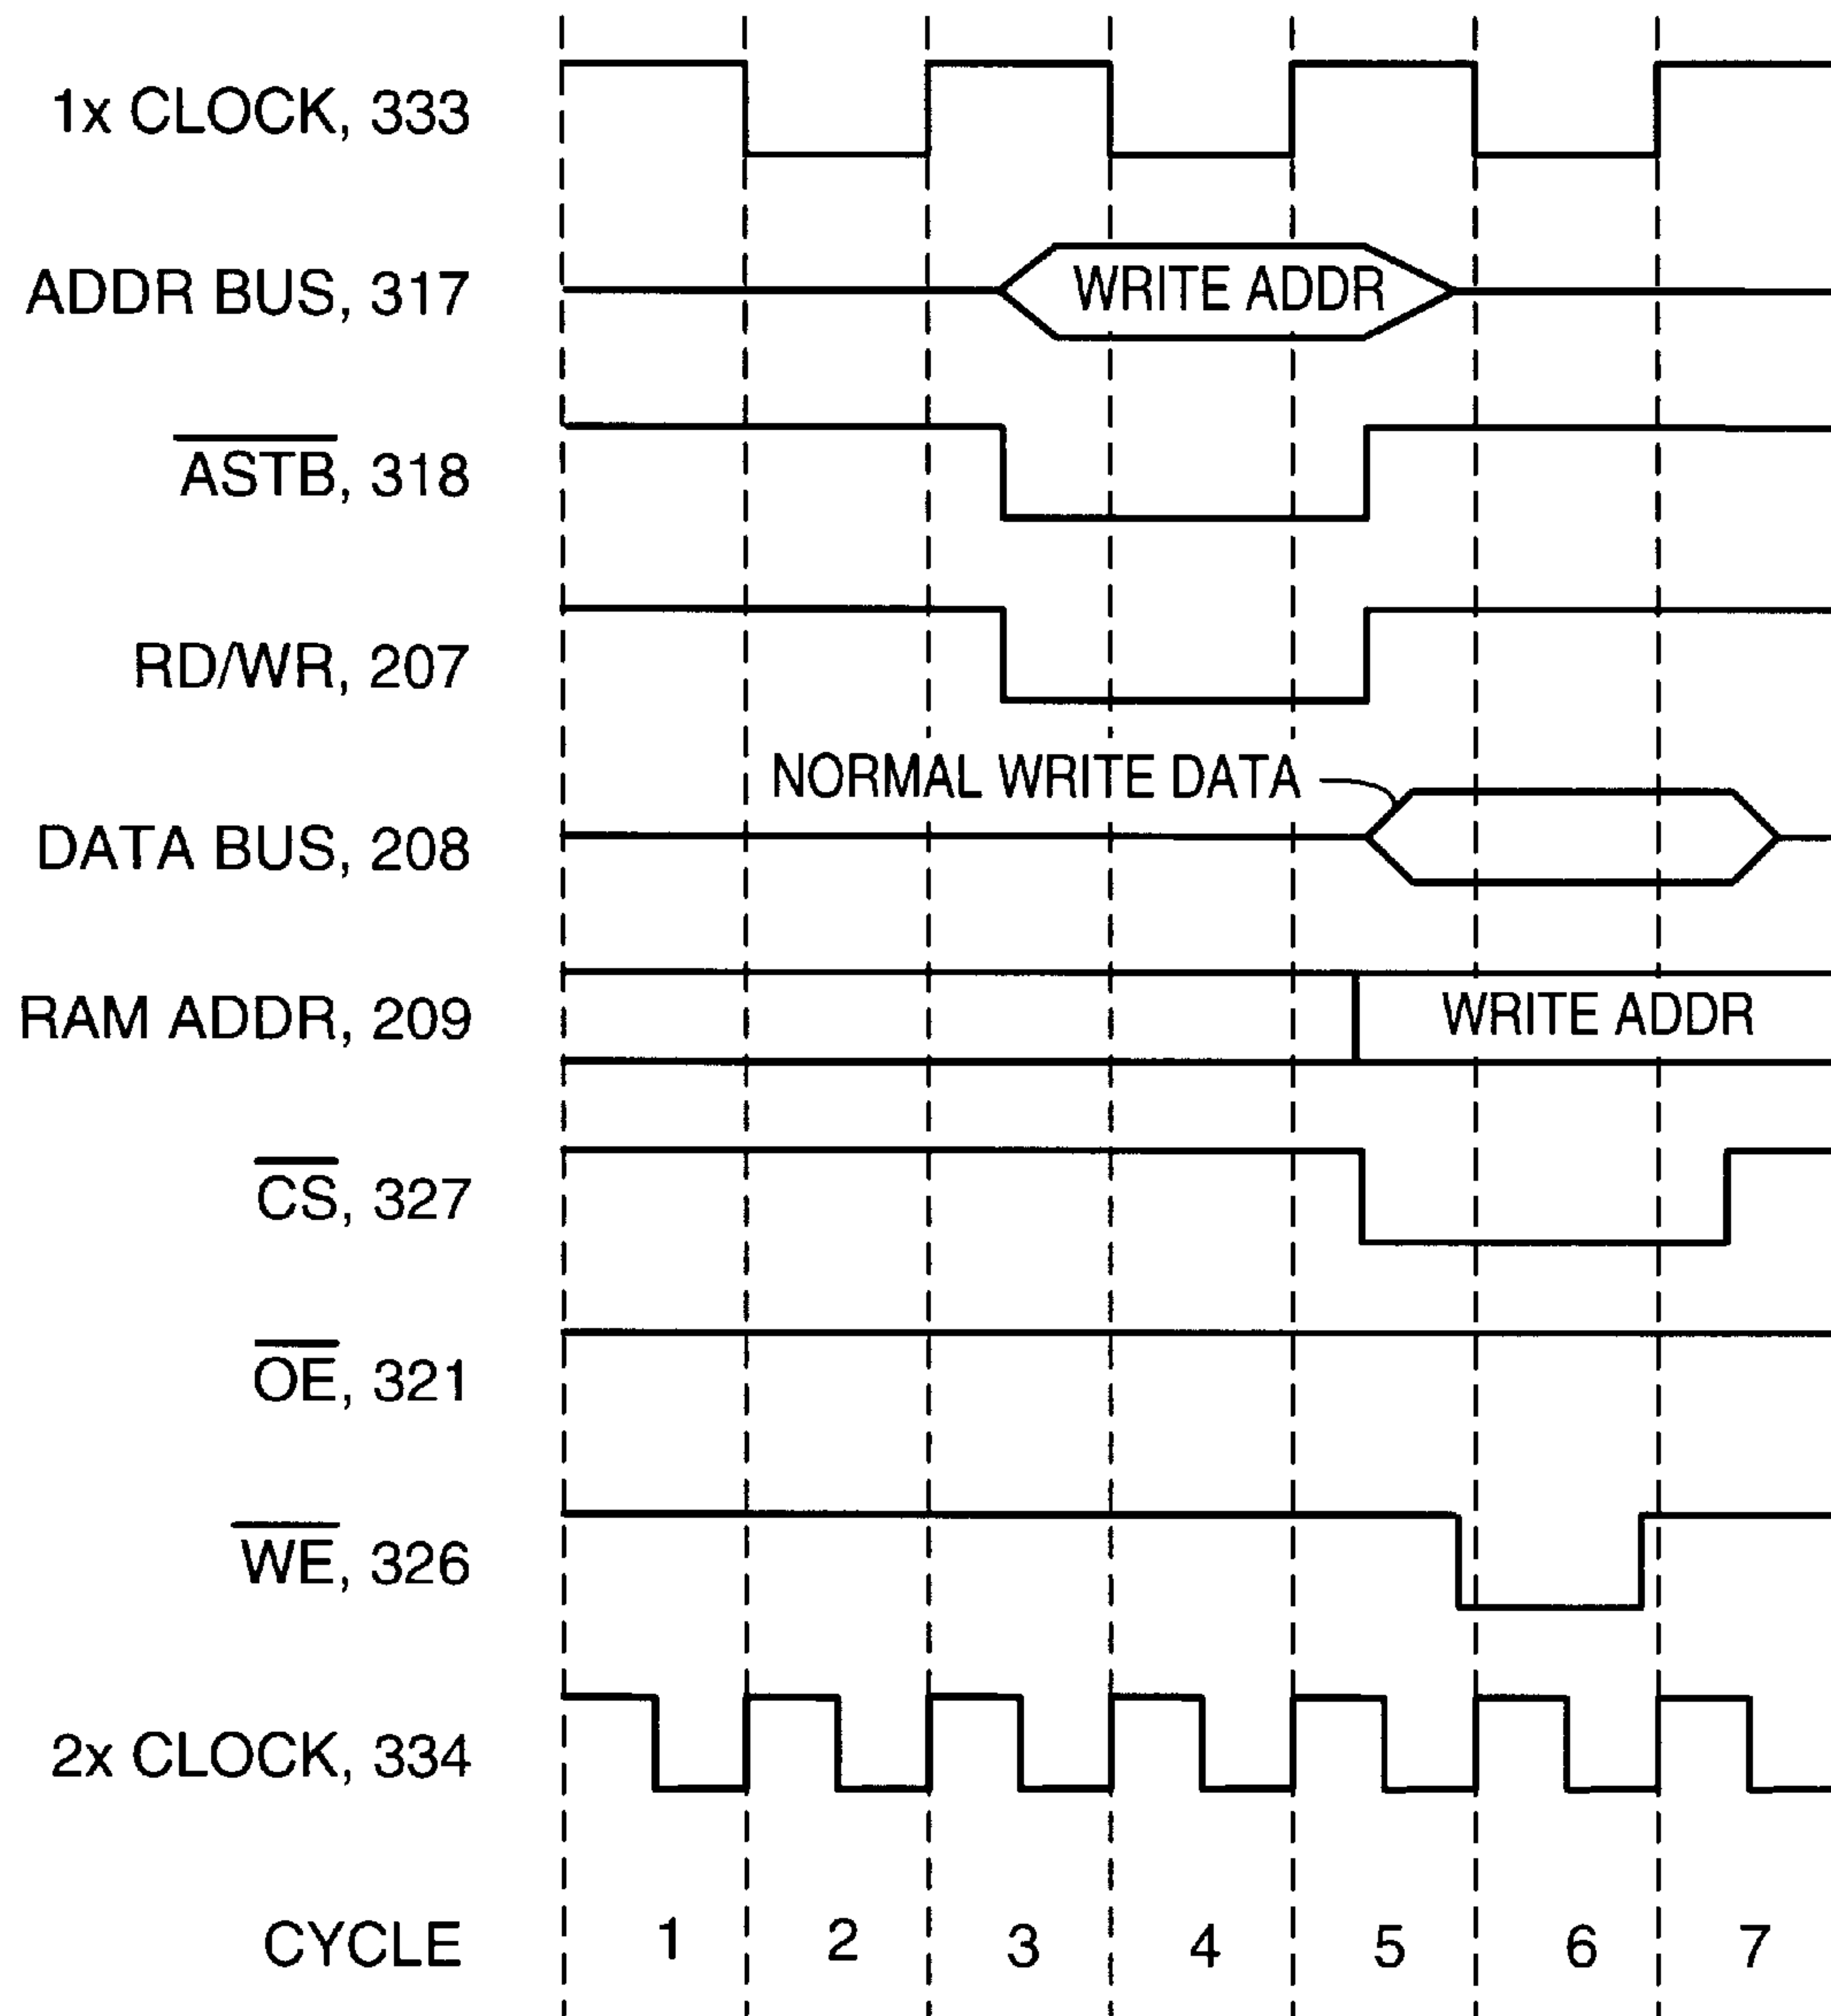 1x CLOCK, 333
ADDR BUS, 317
WRITE ADDR
ASTB, 318
RD/WR, 207
NORMAL WRITE DATA
DATA BUS, 208
RAM ADDR, 209
WRITE ADDR
CS, 327
OE, 321
WE, 326
2x CLOCK, 334
CYCLE 1 2 3 4 5 6 7